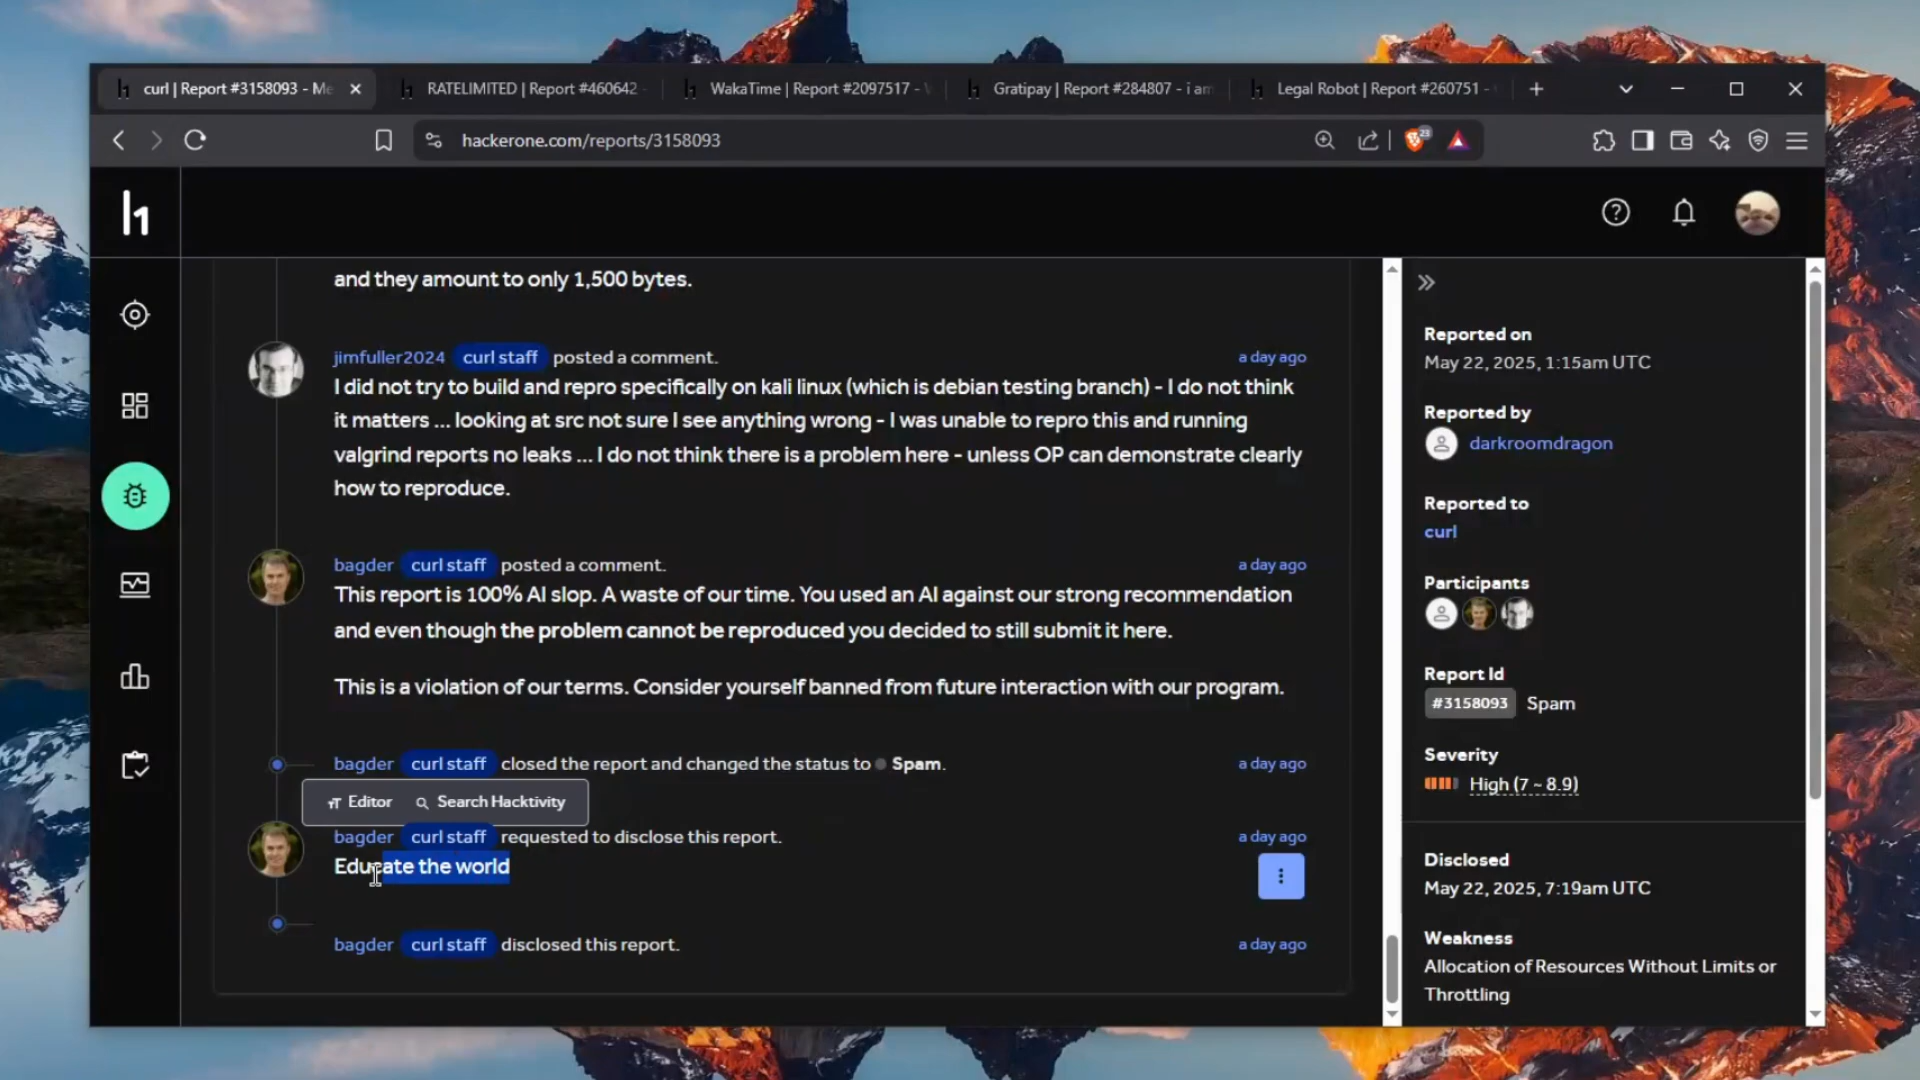 curl | Report #3158093 - Me
RATELIMITED | Report #460642 -
WakaTime | Report #2097517 -
Gratipay | Report #284807 - i am
Legal Robot | Report #260751 -
hackerone.com/reports/3158093
23
h1
and they amount to only 1,500 bytes.
jimfuller2024 curl staff posted a comment. a day ago
I did not try to build and repro specifically on kali linux (which is debian testing branch) - I do not think
it matters ... looking at src not sure I see anything wrong - I was unable to repro this and running
valgrind reports no leaks ... I do not think there is a problem here - unless OP can demonstrate clearly
how to reproduce.
bagder curl staff posted a comment. a day ago
This report is 100% AI slop. A waste of our time. You used an AI against our strong recommendation
and even though the problem cannot be reproduced you decided to still submit it here.
This is a violation of our terms. Consider yourself banned from future interaction with our program.
bagder curl staff closed the report and changed the status to Spam. a day ago
Editor Search Hacktivity
bagder curl staff requested to disclose this report. a day ago
Educate the world
bagder curl staff disclosed this report. a day ago
Reported on
May 22, 2025, 1:15am UTC
Reported by
darkroomdragon
Reported to
curl
Participants
Report Id
#3158093 Spam
Severity
High (7 ~ 8.9)
Disclosed
May 22, 2025, 7:19am UTC
Weakness
Allocation of Resources Without Limits or
Throttling